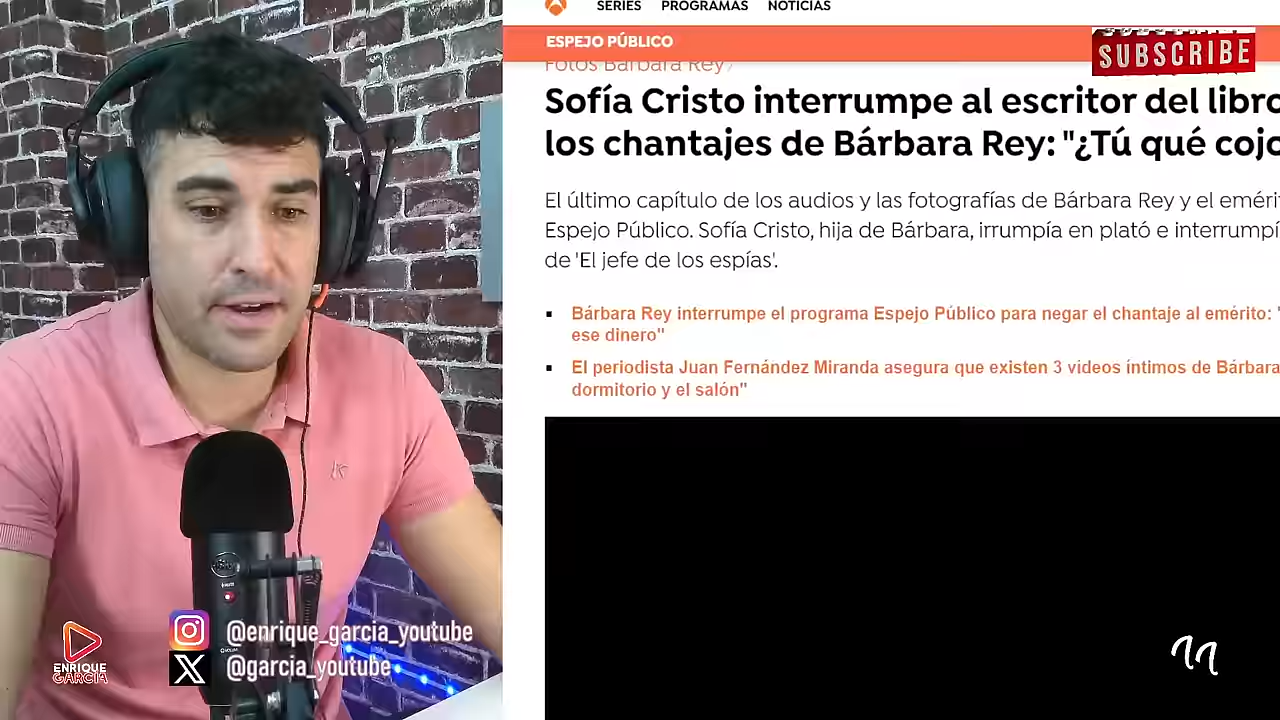 SERIES PROGRAMAS NOTICIAS
ESPEJO PÚBLICO
SUBSCRIBE
Fotos Bárbara Rey
Sofía Cristo interrumpe al escritor del libro
los chantajes de Bárbara Rey: "¿Tú qué cojo
El último capítulo de los audios y las fotografías de Bárbara Rey y el eméri
Espejo Público. Sofía Cristo, hija de Bárbara, irrumpía en plató e interrumpí
de 'El jefe de los espías'.
Bárbara Rey interrumpe el programa Espejo Público para negar el chantaje al emérito: "
ese dinero"
El periodista Juan Fernández Miranda asegura que existen 3 vídeos íntimos de Bárbara
dormitorio y el salón"
@enrique_garcia_youtube
@garcia_youtube
ENRIQUE
GARCIA